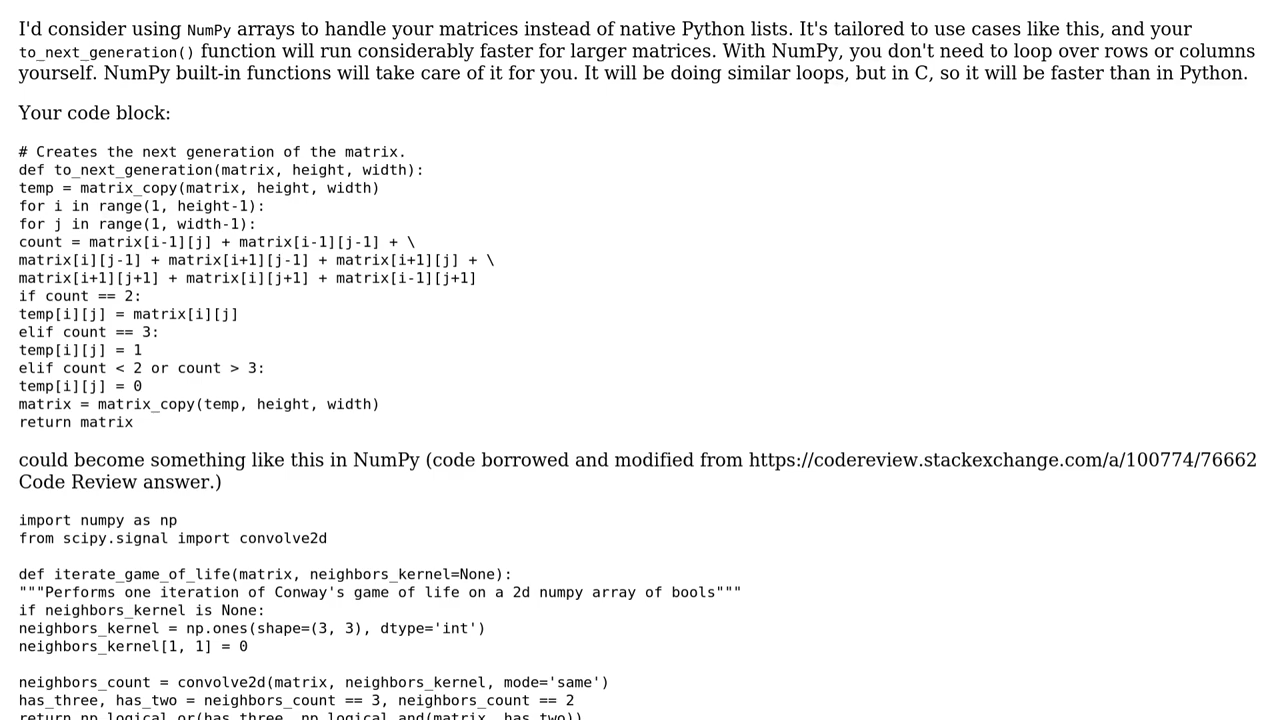 I'd consider using NumPy arrays to handle your matrices instead of native Python lists. It's tailored to use cases like this, and your
to_next_generation() function will run considerably faster for larger matrices. With NumPy, you don't need to loop over rows or columns
yourself. NumPy built-in functions will take care of it for you. It will be doing similar loops, but in C, so it will be faster than in Python.
Your code block:
# Creates the next generation of the matrix.
def to_next_generation(matrix, height, width):
temp = matrix_copy(matrix, height, width)
for i in range(1, height-1):
for j in range(1, width-1):
count = matrix[i-1][j] + matrix[i-1][j-1] + \
matrix[i][j-1] + matrix[i+1][j-1] + matrix[i+1][j] + \
matrix[i+1][j+1] + matrix[i][j+1] + matrix[i-1][j+1]
if count == 2:
temp[i][j] = matrix[i][j]
elif count == 3:
temp[i][j] = 1
elif count < 2 or count > 3:
temp[i][j] = 0
matrix = matrix_copy(temp, height, width)
return matrix
could become something like this in NumPy (code borrowed and modified from https://codereview.stackexchange.com/a/100774/76662
Code Review answer.)
import numpy as np
from scipy.signal import convolve2d
def iterate_game_of_life(matrix, neighbors_kernel=None):
"""Performs one iteration of Conway's game of life on a 2d numpy array of bools"""
if neighbors_kernel is None:
neighbors_kernel = np.ones(shape=(3, 3), dtype='int')
neighbors_kernel[1, 1] = 0
neighbors_count = convolve2d(matrix, neighbors_kernel, mode='same')
has_three, has_two = neighbors_count == 3, neighbors_count == 2
return np.logical_or(has_three, np.logical_and(matrix, has_two))